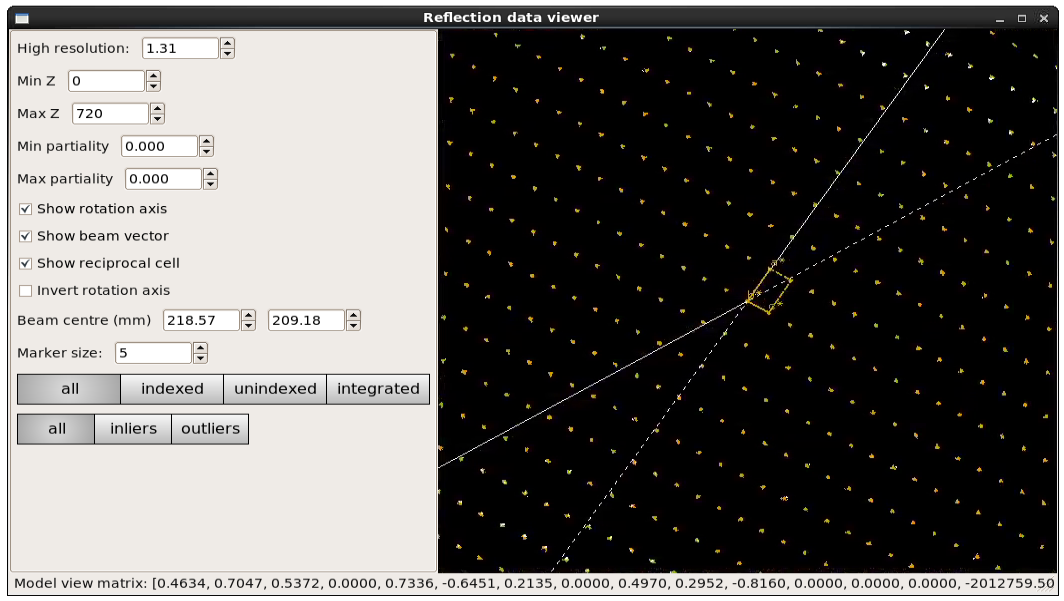 Reflection data viewer
High resolution: 1.31
Min Z 0
Max Z 720
Min partiality 0.000
Max partiality 0.000
Show rotation axis
Show beam vector
Show reciprocal cell
Invert rotation axis
Beam centre (mm) 218.57 209.18
Marker size: 5
all indexed unindexed integrated
all inliers outliers
Model view matrix: [0.4634, 0.7047, 0.5372, 0.0000, 0.7336, -0.6451, 0.2135, 0.0000, 0.4970, 0.2952, -0.8160, 0.0000, 0.0000, 0.0000, -2012759.50